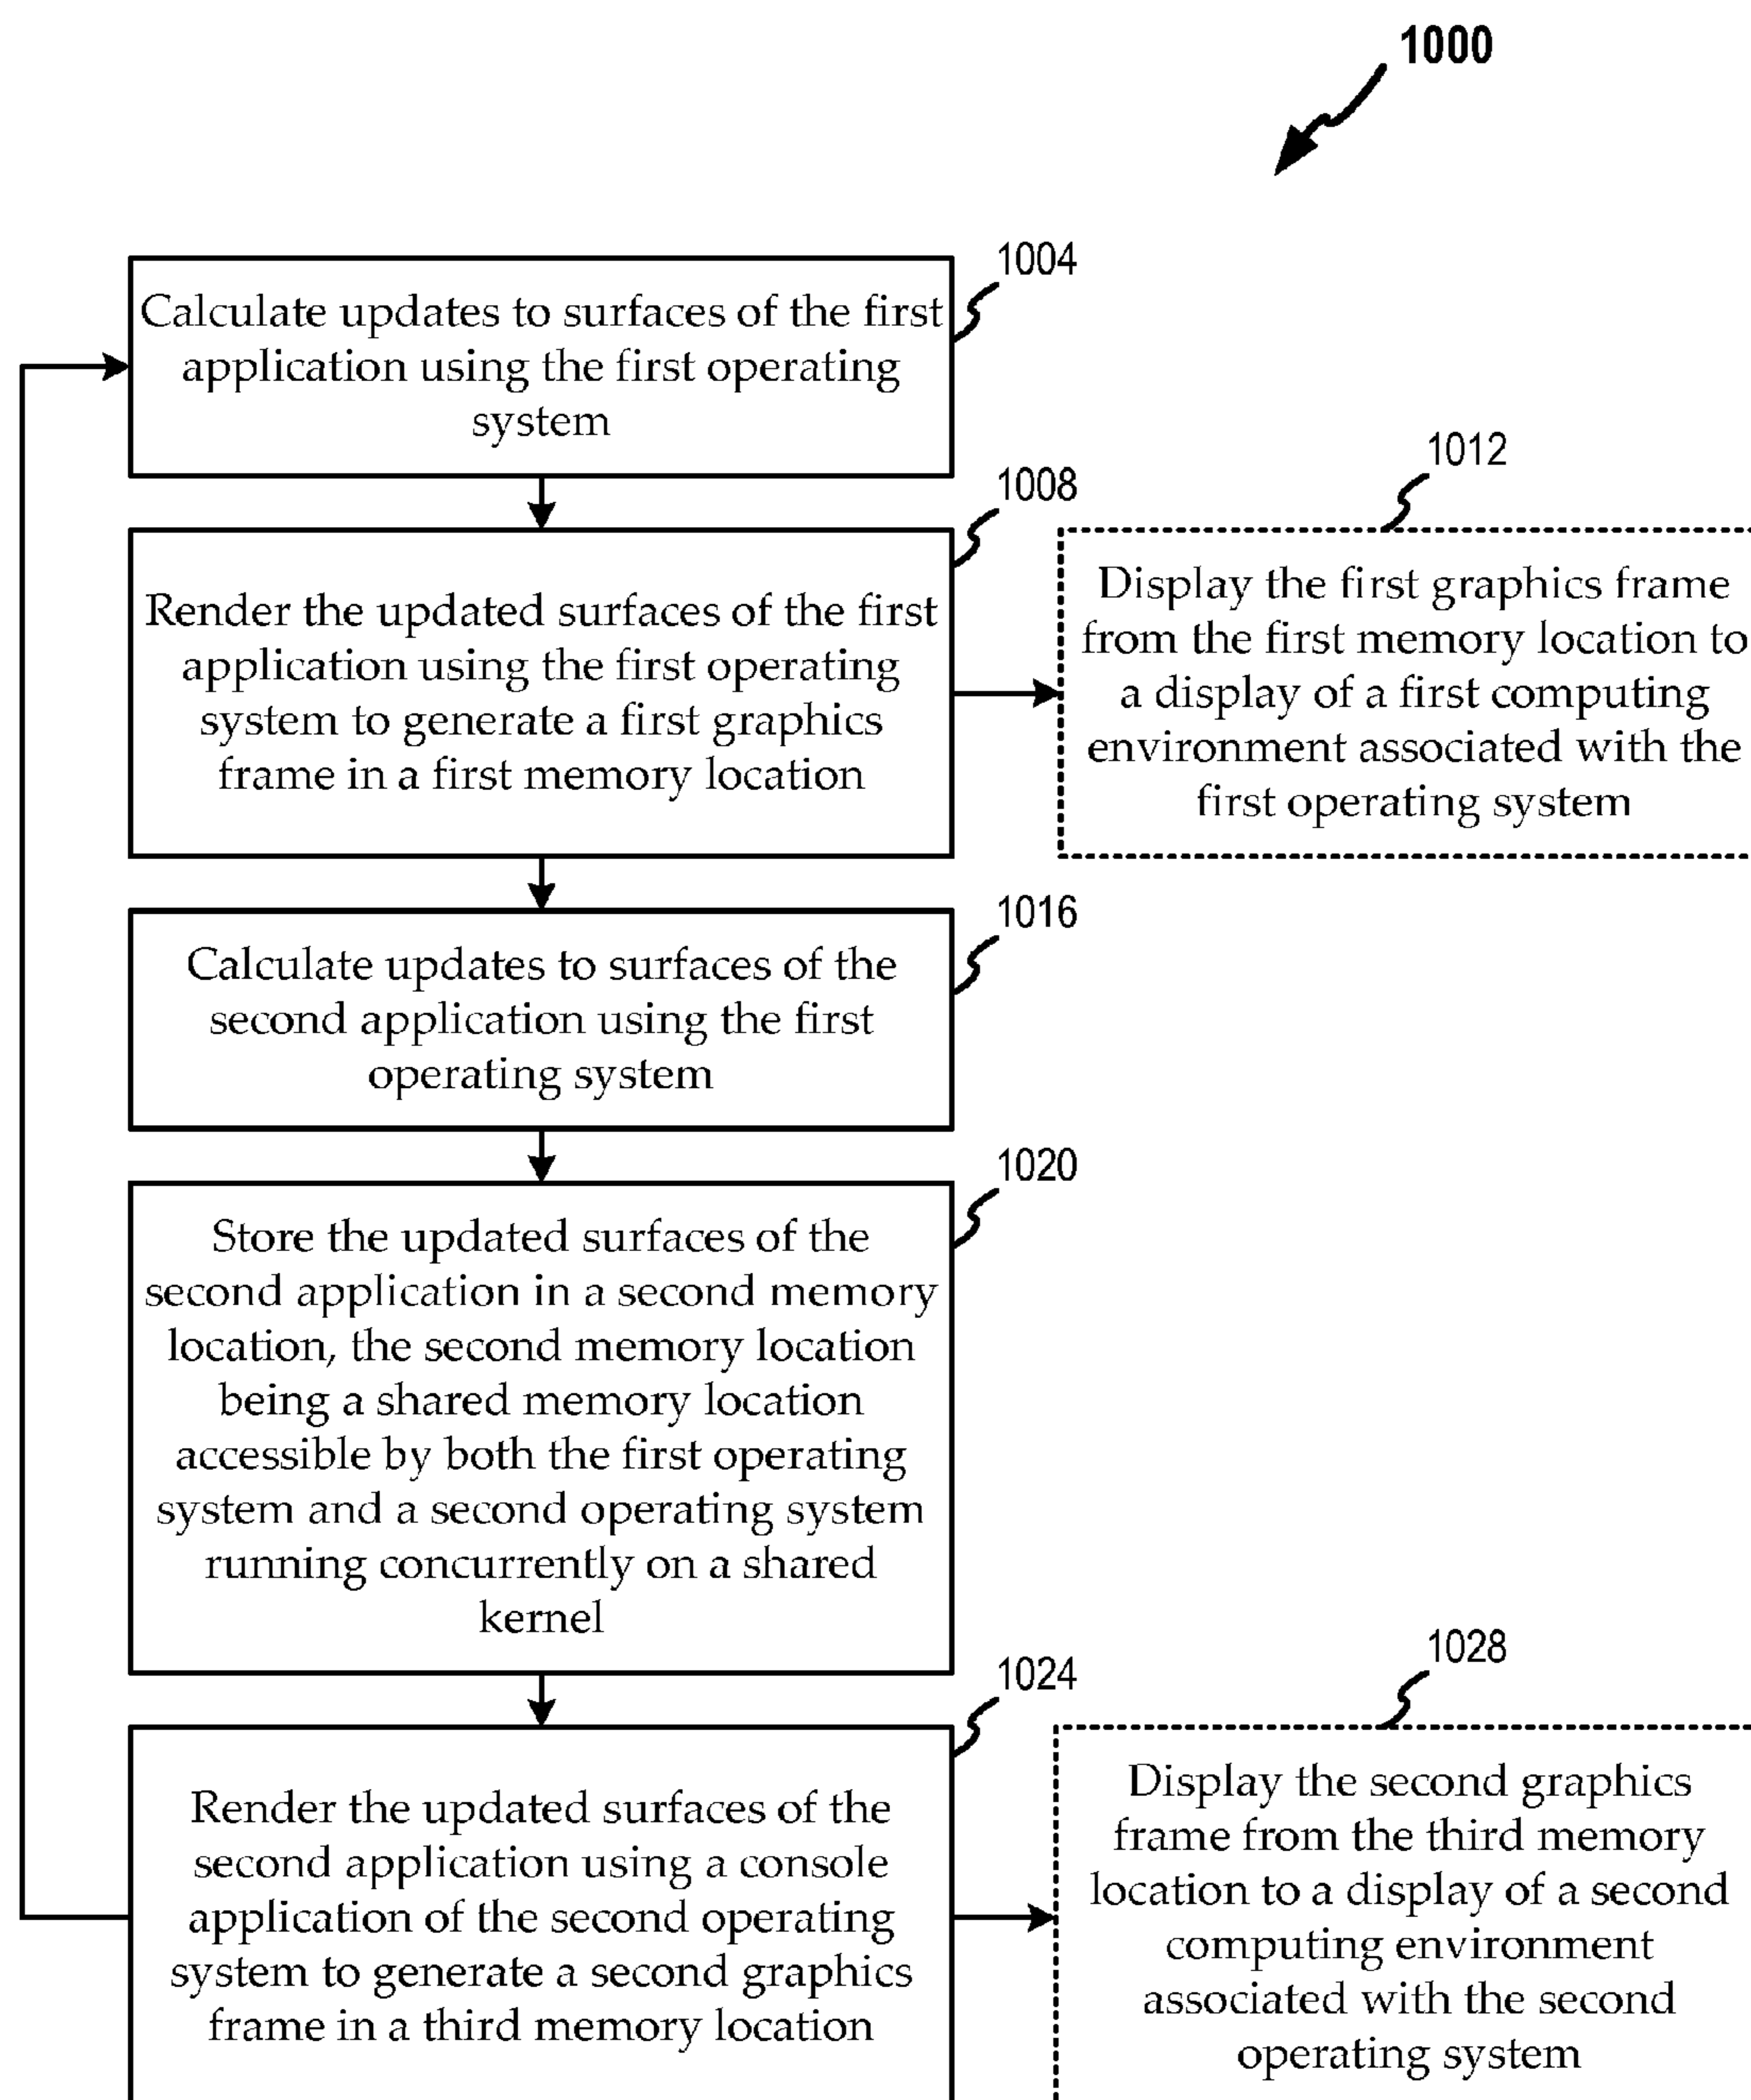 1000
1004
Calculate updates to surfaces of the first
application using the first operating
system
1008
Render the updated surfaces of the first
application using the first operating
system to generate a first graphics
frame in a first memory location
1012
Display the first graphics frame
from the first memory location to
a display of a first computing
environment associated with the
first operating system
1016
Calculate updates to surfaces of the
second application using the first
operating system
1020
Store the updated surfaces of the
second application in a second memory
location, the second memory location
being a shared memory location
accessible by both the first operating
system and a second operating system
running concurrently on a shared
kernel
1024
Render the updated surfaces of the
second application using a console
application of the second operating
system to generate a second graphics
frame in a third memory location
1028
Display the second graphics
frame from the third memory
location to a display of a second
computing environment
associated with the second
operating system